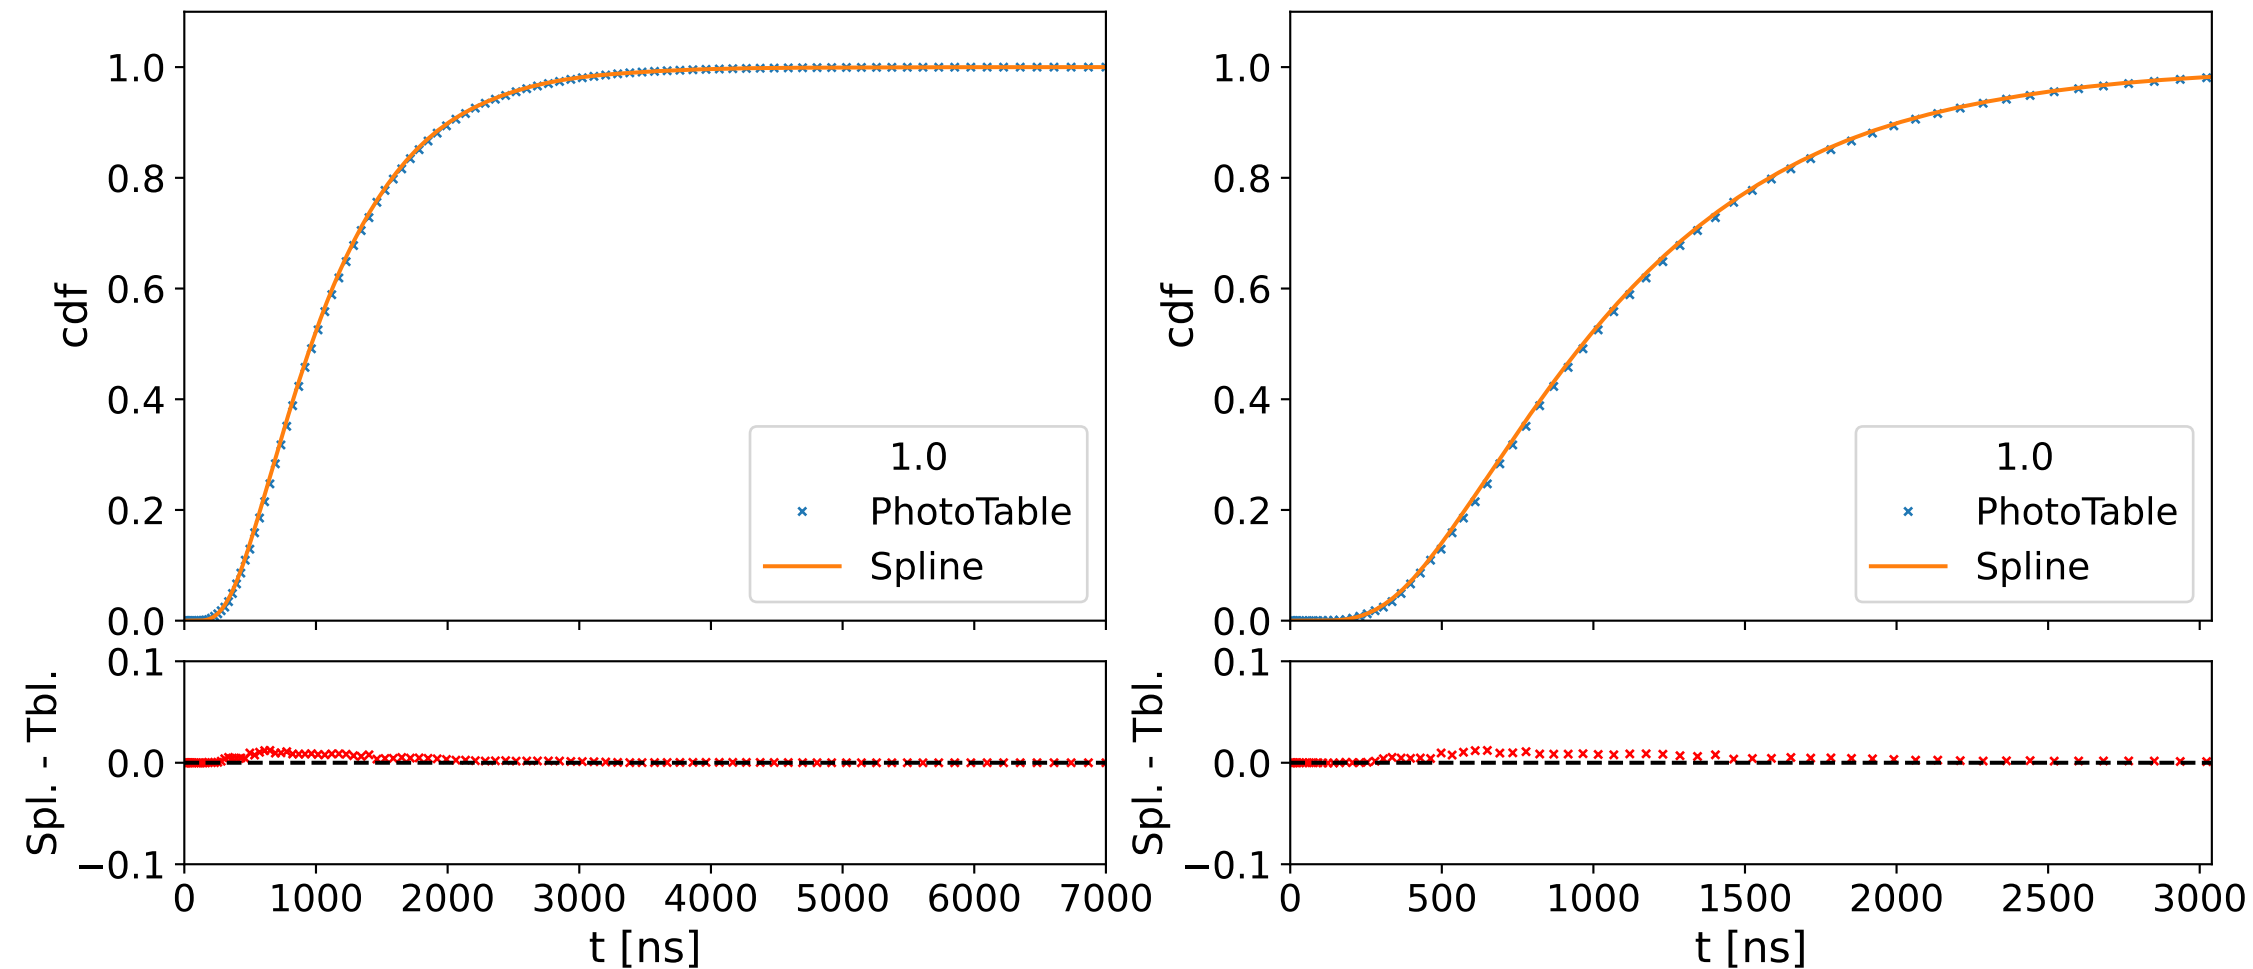 cdf
1.0
0.8
0.6
0.4
0.2
0.0
1.0
PhotoTable
Spline
Spl. - Tbl.
0.1
0.0
−0.1
0 1000 2000 3000 4000 5000 6000 7000
t [ns]
cdf
1.0
0.8
0.6
0.4
0.2
0.0
1.0
PhotoTable
Spline
Spl. - Tbl.
0.1
0.0
−0.1
0 500 1000 1500 2000 2500 3000
t [ns]